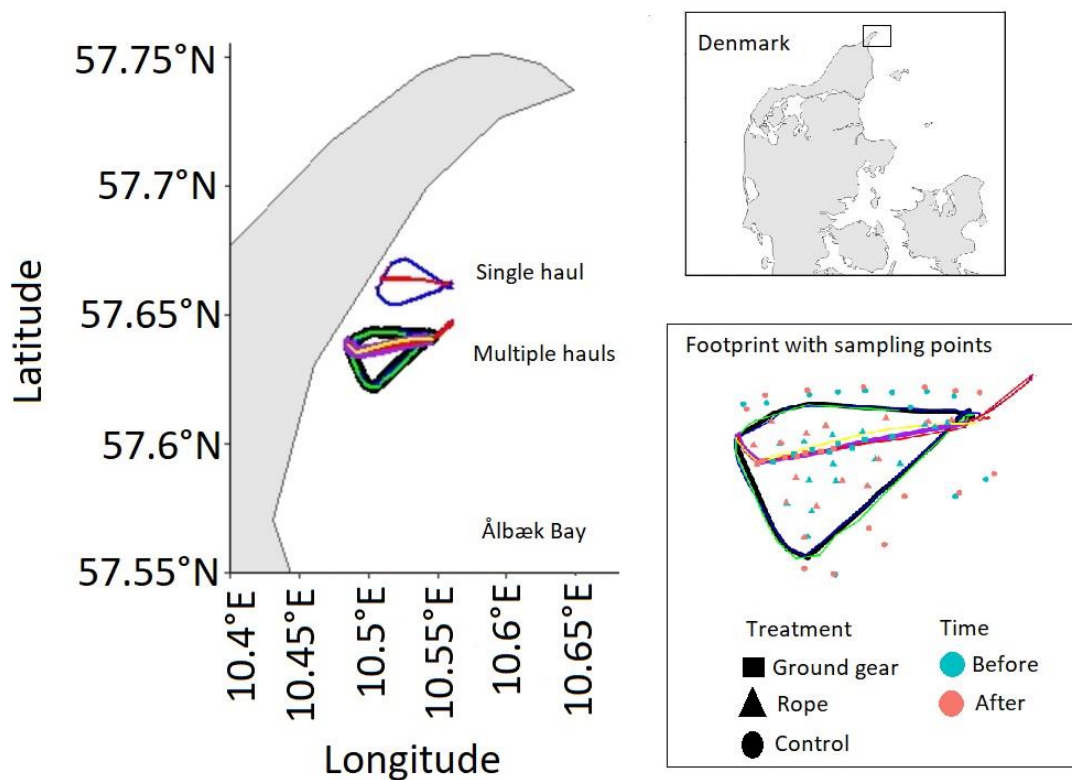 57.75°N
57.7°N
57.65°N
57.6°N
57.55°N
Latitude
Single haul
Multiple hauls
Ålbæk Bay
10.4°E
10.45°E
10.5°E
10.55°E
10.6°E
10.65°E
Longitude
Denmark
Footprint with sampling points
Treatment
Time
Ground gear
Before
Rope
After
Control